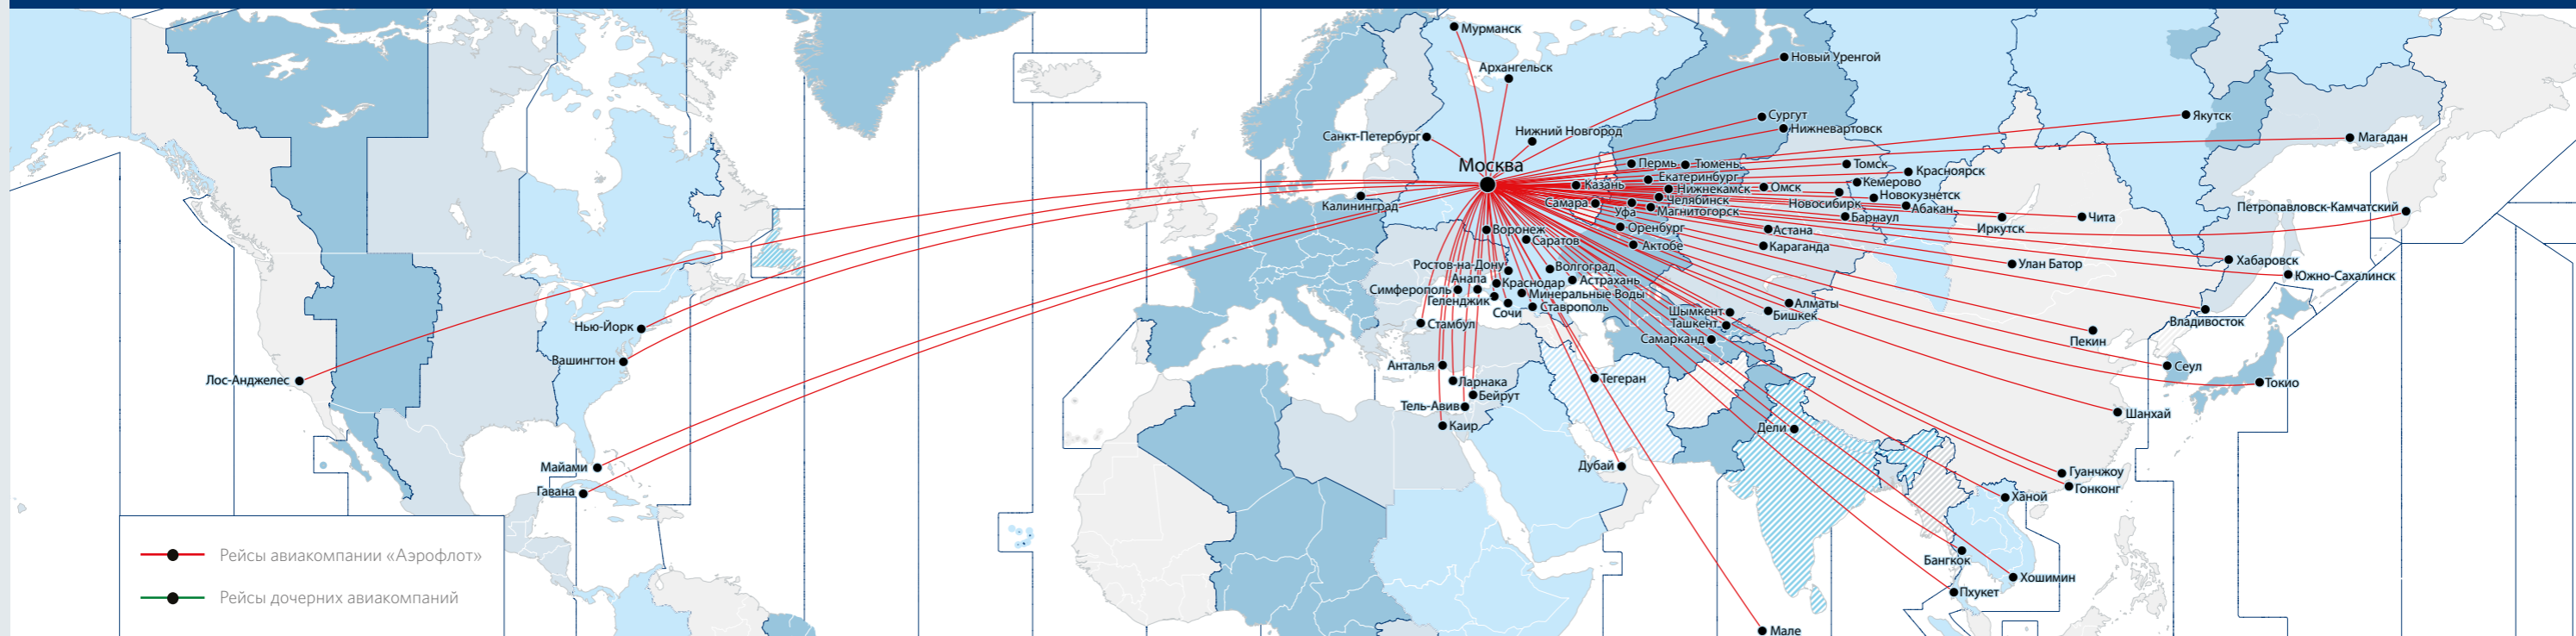 Мурманск
Новый Уренгой
Архангельск
Сургут
Якутск
Нижневартовск
Нижний Новгород
Санкт-Петербург
Магадан
Москва
Пермь
Тюмень
Томск
Красноярск
Екатеринбург
Казань
Нижнекамск
Омск
Кемерово
Калининград
Самара
Челябинск
Новокузнецк
Новосибирск
Уфа
Магнитогорск
Абакан
Петропавловск-Камчатский
Барнаул
Чита
Иркутск
Воронеж
Оренбург
Астана
Саратов
Актобе
Караганда
Ростов-на-Дону
Волгоград
Улан Батор
Хабаровск
Анапа
Краснодар
Астрахань
Южно-Сахалинск
Симферополь
Геленджик
Минеральные Воды
Сочи
Ставрополь
Алматы
Шымкент
Бишкек
Владивосток
Нью-Йорк
Стамбул
Ташкент
Самарканд
Пекин
Вашингтон
Анталья
Сеул
Лос-Анджелес
Ларнака
Тегеран
Токио
Бейрут
Тель-Авив
Шанхай
Каир
Дели
Майами
Дубай
Гуанчжоу
Гавана
Гонконг
Ханой
Рейсы авиакомпании «Аэрофлот»
Бангкок
Хошимин
Пхукет
Рейсы дочерних авиакомпаний
Мале